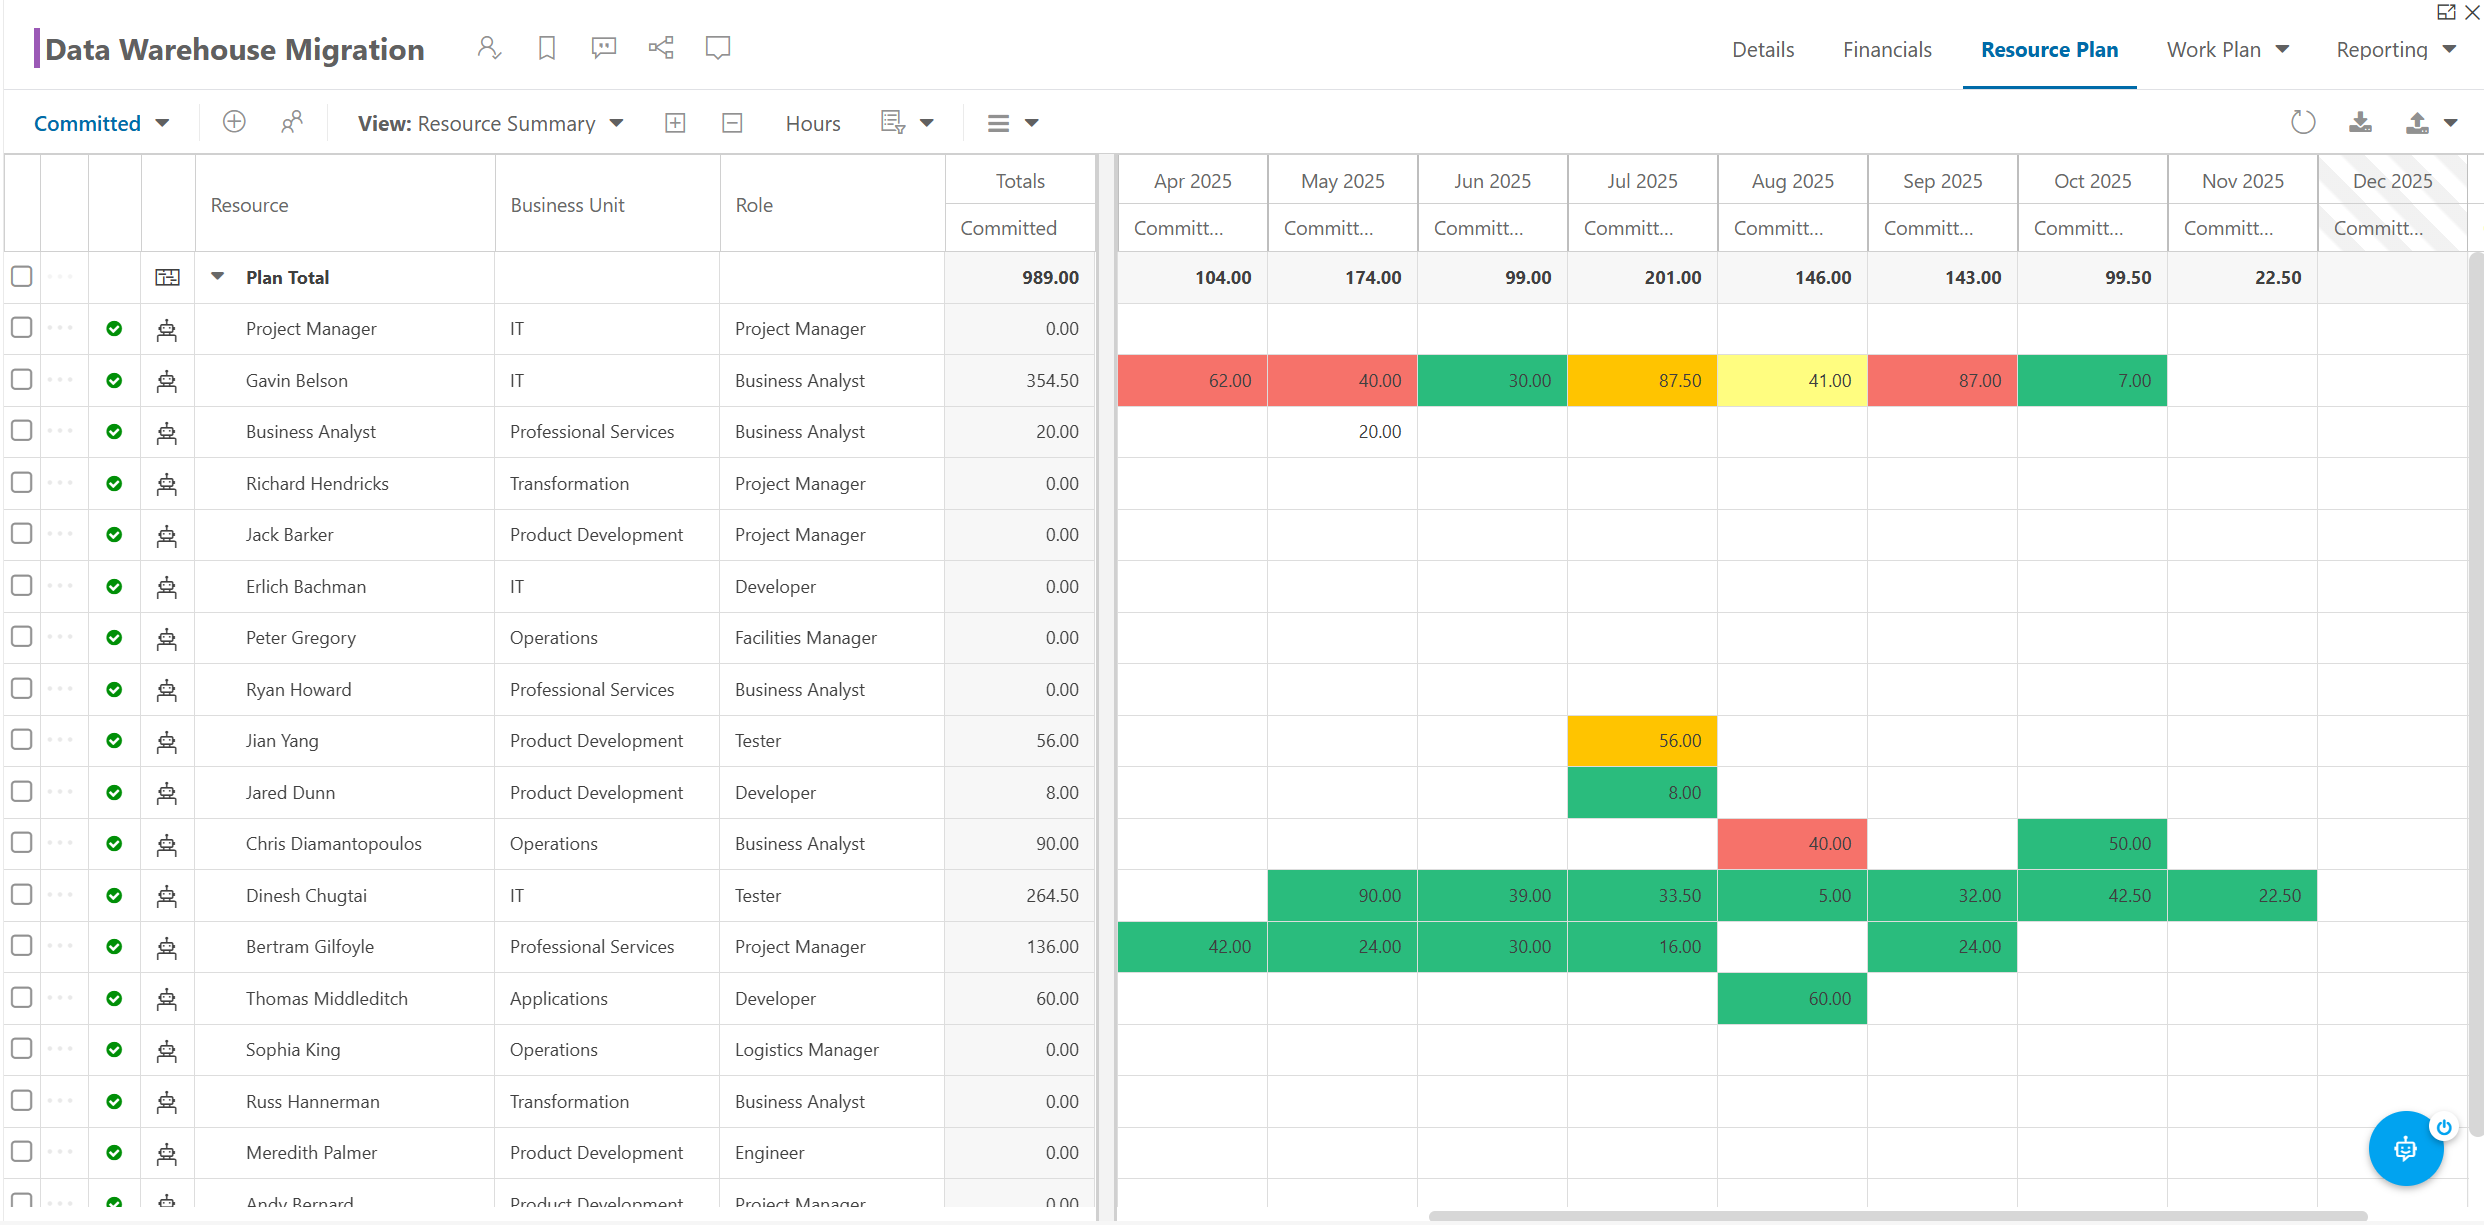 Data Warehouse Migration
Details Financials Resource Plan Work Plan Reporting
Committed View: Resource Summary Hours
Resource Business Unit Role Totals Apr 2025 May 2025 Jun 2025 Jul 2025 Aug 2025 Sep 2025 Oct 2025 Nov 2025 Dec 2025
Committed Committ... Committ... Committ... Committ... Committ... Committ... Committ... Committ... Committ...
Plan Total 989.00 104.00 174.00 99.00 201.00 146.00 143.00 99.50 22.50
Project Manager IT Project Manager 0.00
Gavin Belson IT Business Analyst 354.50 62.00 40.00 30.00 87.50 41.00 87.00 7.00
Business Analyst Professional Services Business Analyst 20.00 20.00
Richard Hendricks Transformation Project Manager 0.00
Jack Barker Product Development Project Manager 0.00
Erlich Bachman IT Developer 0.00
Peter Gregory Operations Facilities Manager 0.00
Ryan Howard Professional Services Business Analyst 0.00
Jian Yang Product Development Tester 56.00 56.00
Jared Dunn Product Development Developer 8.00 8.00
Chris Diamantopoulos Operations Business Analyst 90.00 40.00 50.00
Dinesh Chugtai IT Tester 264.50 90.00 39.00 33.50 5.00 32.00 42.50 22.50
Bertram Gilfoyle Professional Services Project Manager 136.00 42.00 24.00 30.00 16.00 24.00
Thomas Middleditch Applications Developer 60.00 60.00
Sophia King Operations Logistics Manager 0.00
Russ Hannerman Transformation Business Analyst 0.00
Meredith Palmer Product Development Engineer 0.00
Andy Bernard Product Development Project Manager 0.00